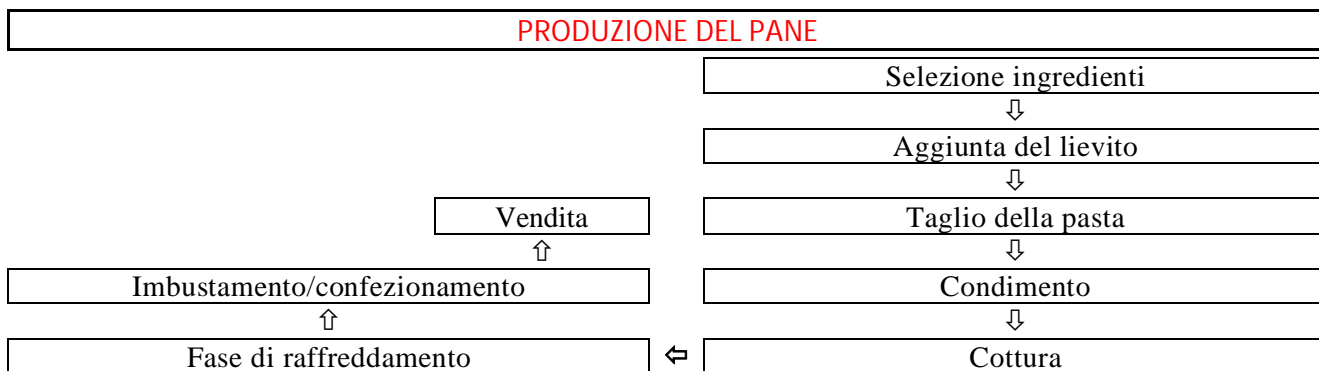 PRODUZIONE DEL PANE
Selezione ingredienti
⇩
Aggiunta del lievito
⇩
Vendita Taglio della pasta
⇧ ⇩
Imbustamento/confezionamento Condimento
⇧ ⇩
Fase di raffreddamento ⇦ Cottura